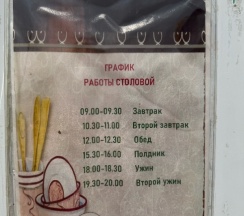 ГРАФИК
РАБОТЫ СТОЛОВОЙ
09.00-09.30 Завтрак
10.30-11.00 Второй завтрак
12.00-12.30 Обед
15.30-16.00 Полдник
18.00-18.30 Ужин
19.30-20.00 Второй ужин